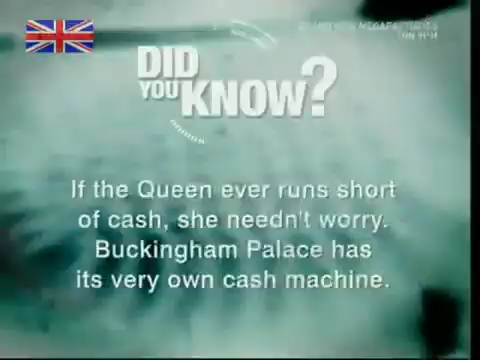 DID
YOU KNOW?
If the Queen ever runs short
of cash, she needn't worry.
Buckingham Palace has
its very own cash machine.